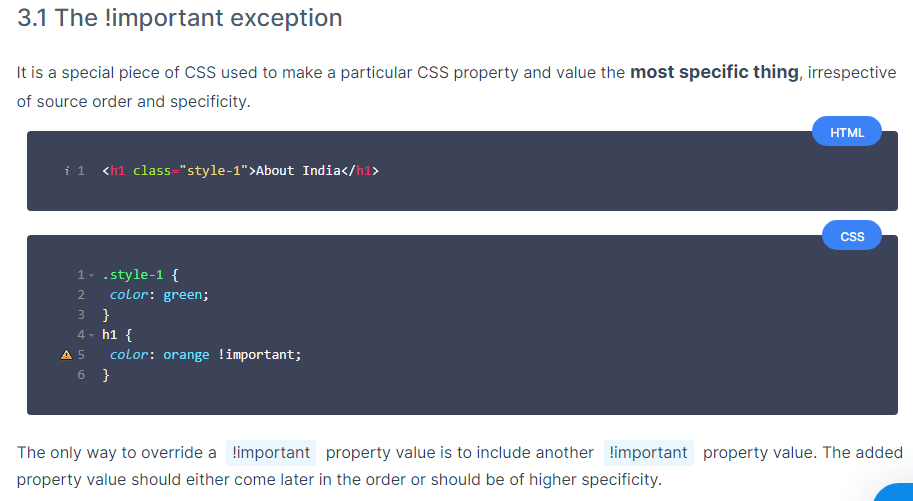 3.1 The !important exception
It is a special piece of CSS used to make a particular CSS property and value the most specific thing, irrespective
of source order and specificity.
HTML
i 1 <h1 class="style-1">About India</h1>
CSS
1 .style-1 {
2 color: green;
3 }
4 h1 {
5 color: orange !important;
6 }
The only way to override a !important property value is to include another !important property value. The added
property value should either come later in the order or should be of higher specificity.